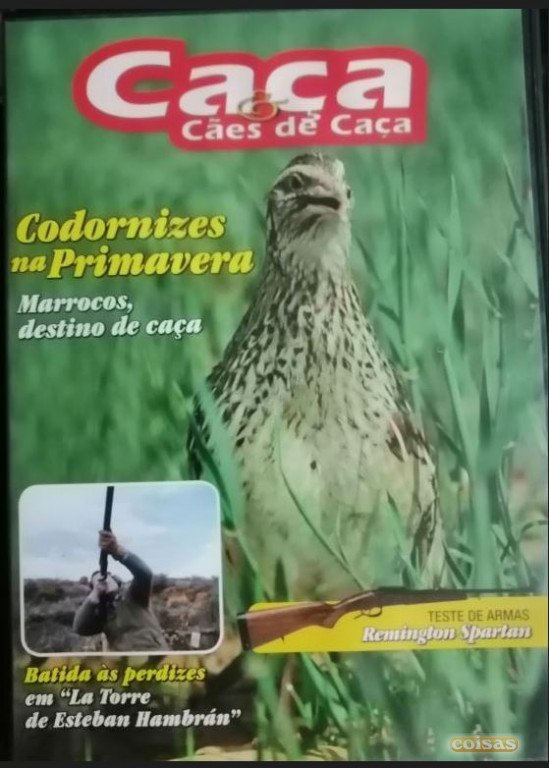 Caça
& Cães de Caça
Codornizes
na Primavera
Marrocos,
destino de caça
TESTE DE ARMAS
Remington Spartan
Batida às perdizes
em “La Torre
de Esteban Hambrán”
coisas